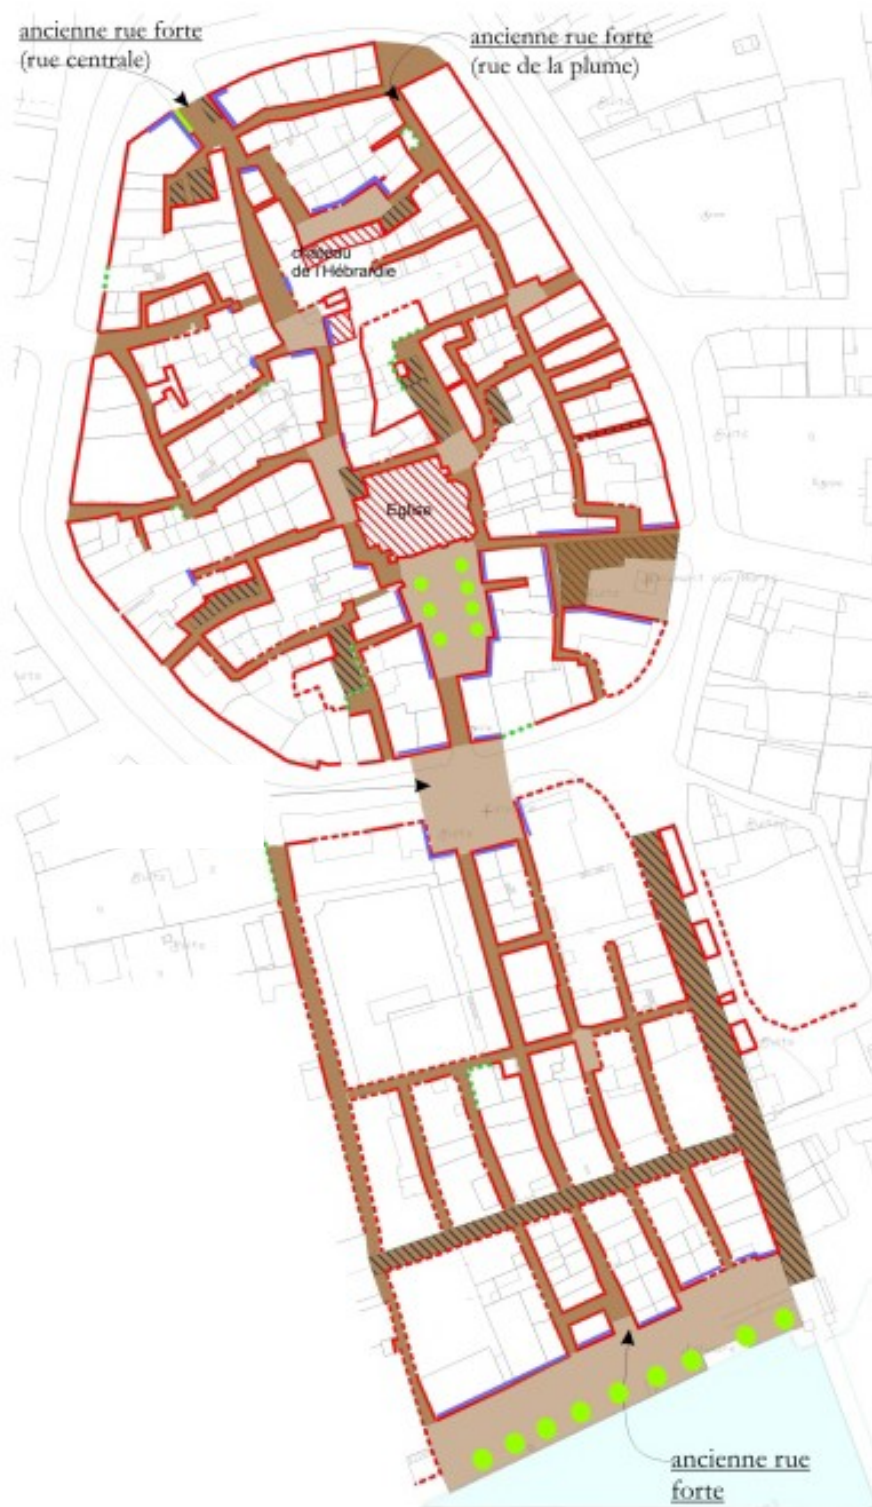 ancienne rue forte
(rue centrale)
ancienne rue forte
(rue de la plume)
château
de l'Hébrardie
Eglise
ancienne rue
forte